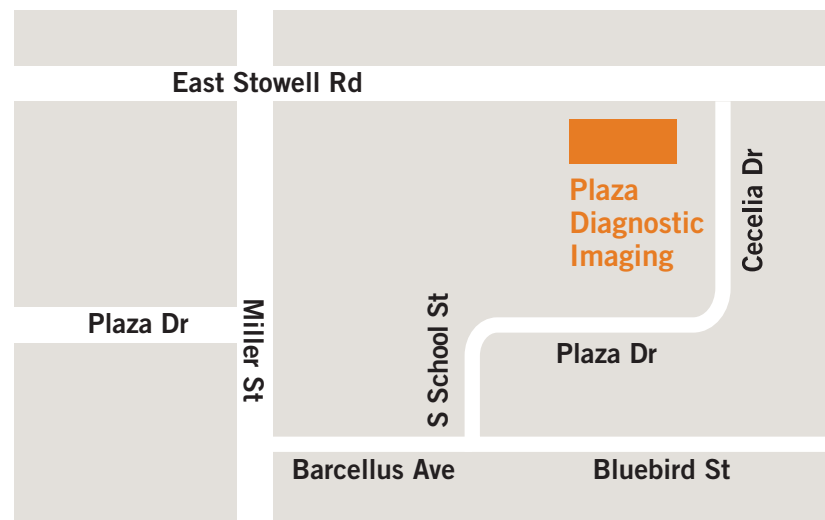 East Stowell Rd
Plaza
Diagnostic
Imaging
Cecelia Dr
Plaza Dr
Miller St
S School St
Plaza Dr
Barcellus Ave
Bluebird St